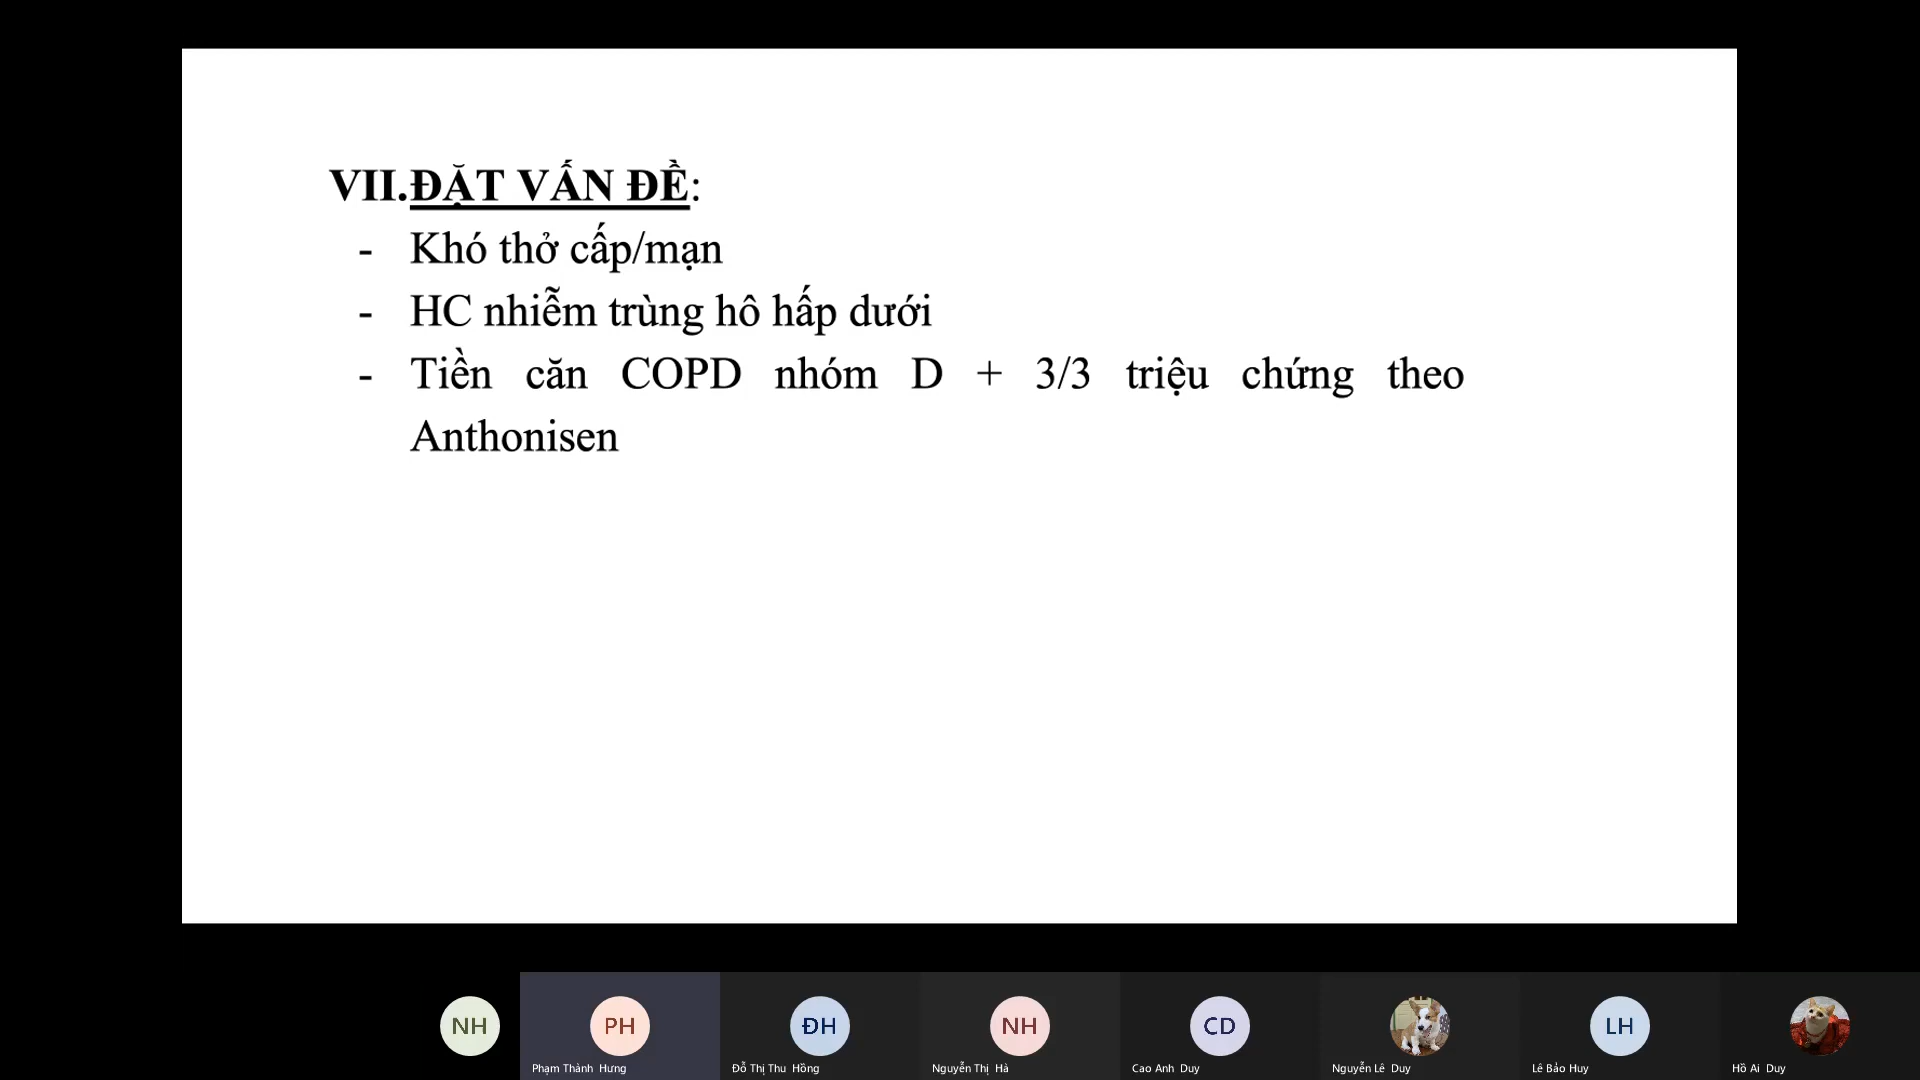 VII.ĐẶT VẤN ĐỀ:
- Khó thở cấp/mạn
- HC nhiễm trùng hô hấp dưới
- Tiền căn COPD nhóm D + 3/3 triệu chứng theo
Anthonisen
NH
PH
ĐH
NH
CD
LH
Phạm Thành Hưng
Đỗ Thị Thu Hồng
Nguyễn Thị Hà
Cao Anh Duy
Nguyễn Lê Duy
Lê Bảo Huy
Hồ Ai Duy